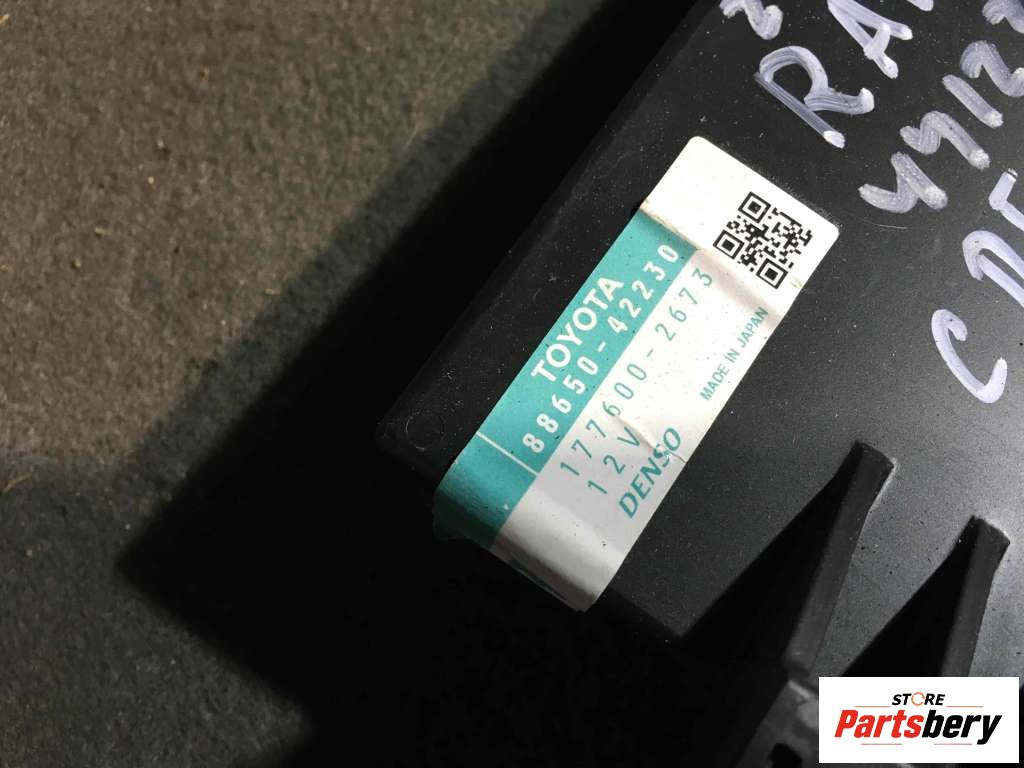 TOYOTA
88650-42230
177600-2673
12V
DENSO
MADE IN JAPAN
STORE
Partsbery